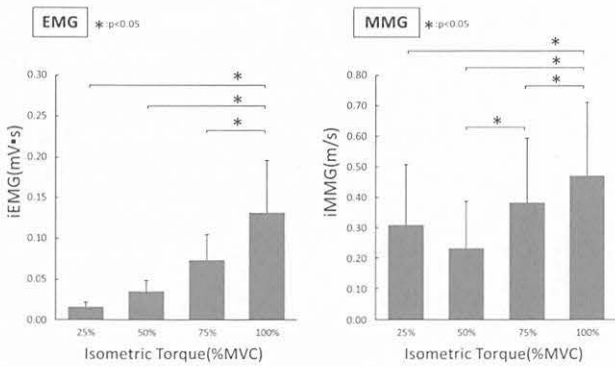 EMG
*:p<0.05
iEMG(mV•s)
0.30
0.25
0.20
0.15
0.10
0.05
0.00
*
*
*
25% 50% 75% 100%
Isometric Torque(%MVC)
MMG
*:p<0.05
iMMG(m/s)
0.80
0.70
0.60
0.50
0.40
0.30
0.20
0.10
0.00
*
*
*
*
25% 50% 75% 100%
Isometric Torque(%MVC)